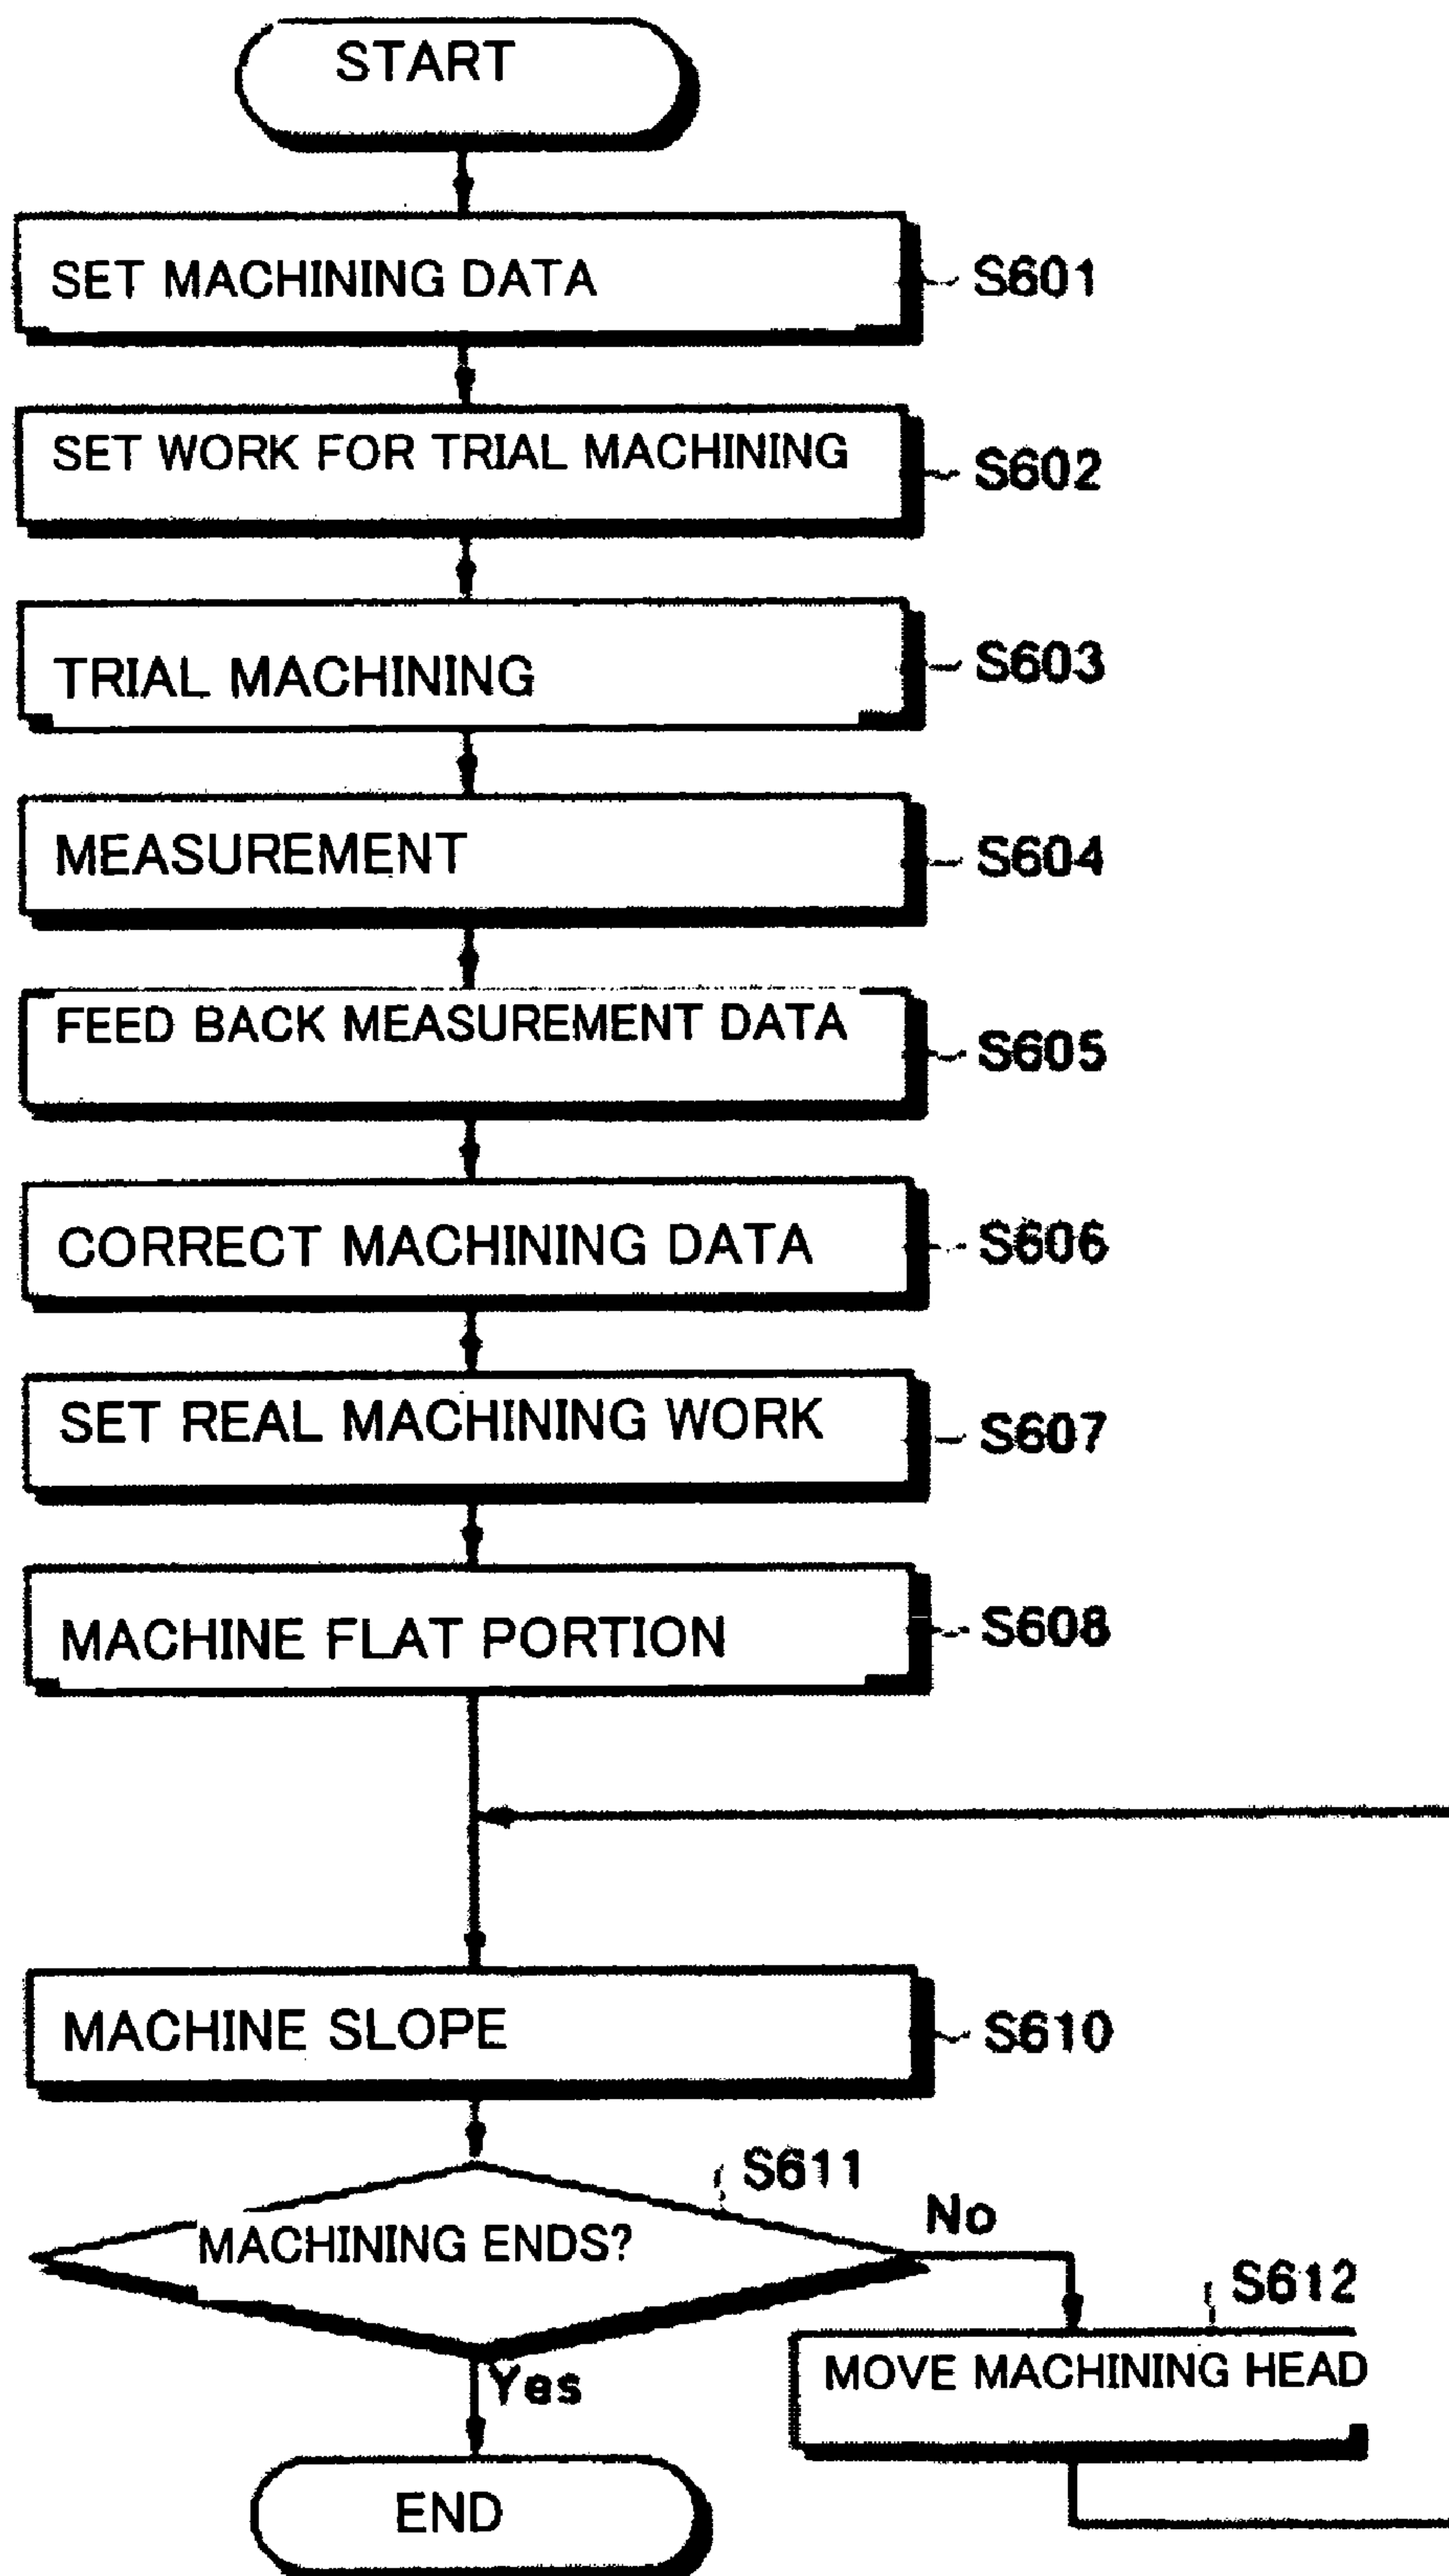 START
SET MACHINING DATA
S601
SET WORK FOR TRIAL MACHINING
S602
TRIAL MACHINING
S603
MEASUREMENT
S604
FEED BACK MEASUREMENT DATA
S605
CORRECT MACHINING DATA
S606
SET REAL MACHINING WORK
S607
MACHINE FLAT PORTION
S608
MACHINE SLOPE
S610
S611
MACHINING ENDS?
No
S612
MOVE MACHINING HEAD
Yes
END